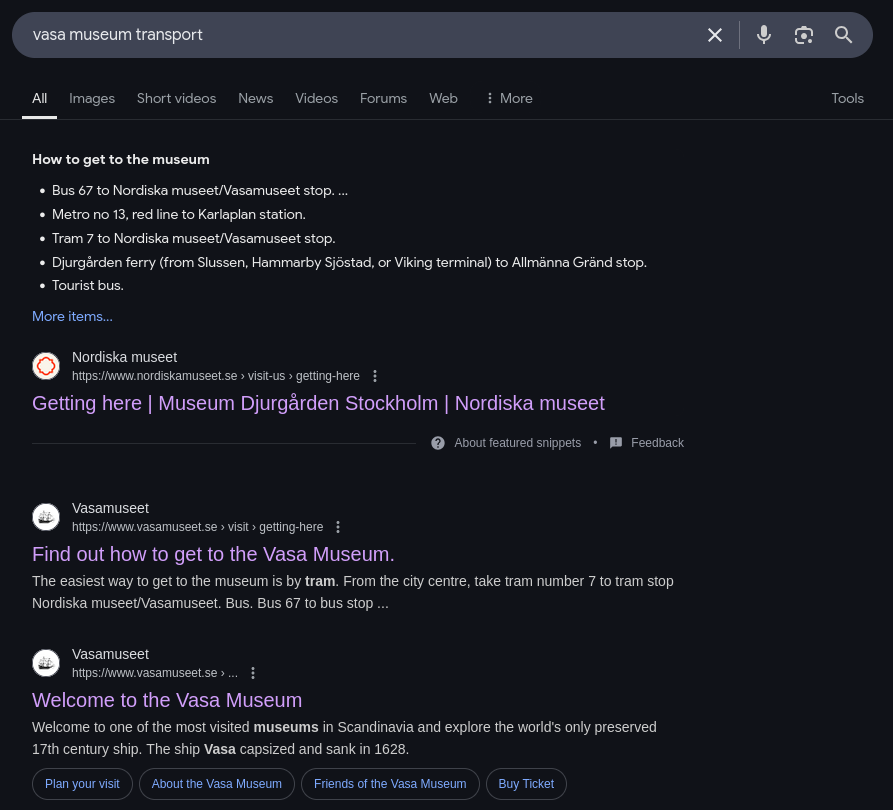 vasa museum transport
All Images Short videos News Videos Forums Web More Tools
How to get to the museum
• Bus 67 to Nordiska museet/Vasamuseet stop. ...
• Metro no 13, red line to Karlaplan station.
• Tram 7 to Nordiska museet/Vasamuseet stop.
• Djurgården ferry (from Slussen, Hammarby Sjöstad, or Viking terminal) to Allmänna Gränd stop.
• Tourist bus.
More items...
Nordiska museet
https://www.nordiskamuseet.se › visit-us › getting-here
Getting here | Museum Djurgården Stockholm | Nordiska museet
About featured snippets • Feedback
Vasamuseet
https://www.vasamuseet.se › visit › getting-here
Find out how to get to the Vasa Museum.
The easiest way to get to the museum is by tram. From the city centre, take tram number 7 to tram stop
Nordiska museet/Vasamuseet. Bus. Bus 67 to bus stop ...
Vasamuseet
https://www.vasamuseet.se › ...
Welcome to the Vasa Museum
Welcome to one of the most visited museums in Scandinavia and explore the world's only preserved
17th century ship. The ship Vasa capsized and sank in 1628.
Plan your visit About the Vasa Museum Friends of the Vasa Museum Buy Ticket